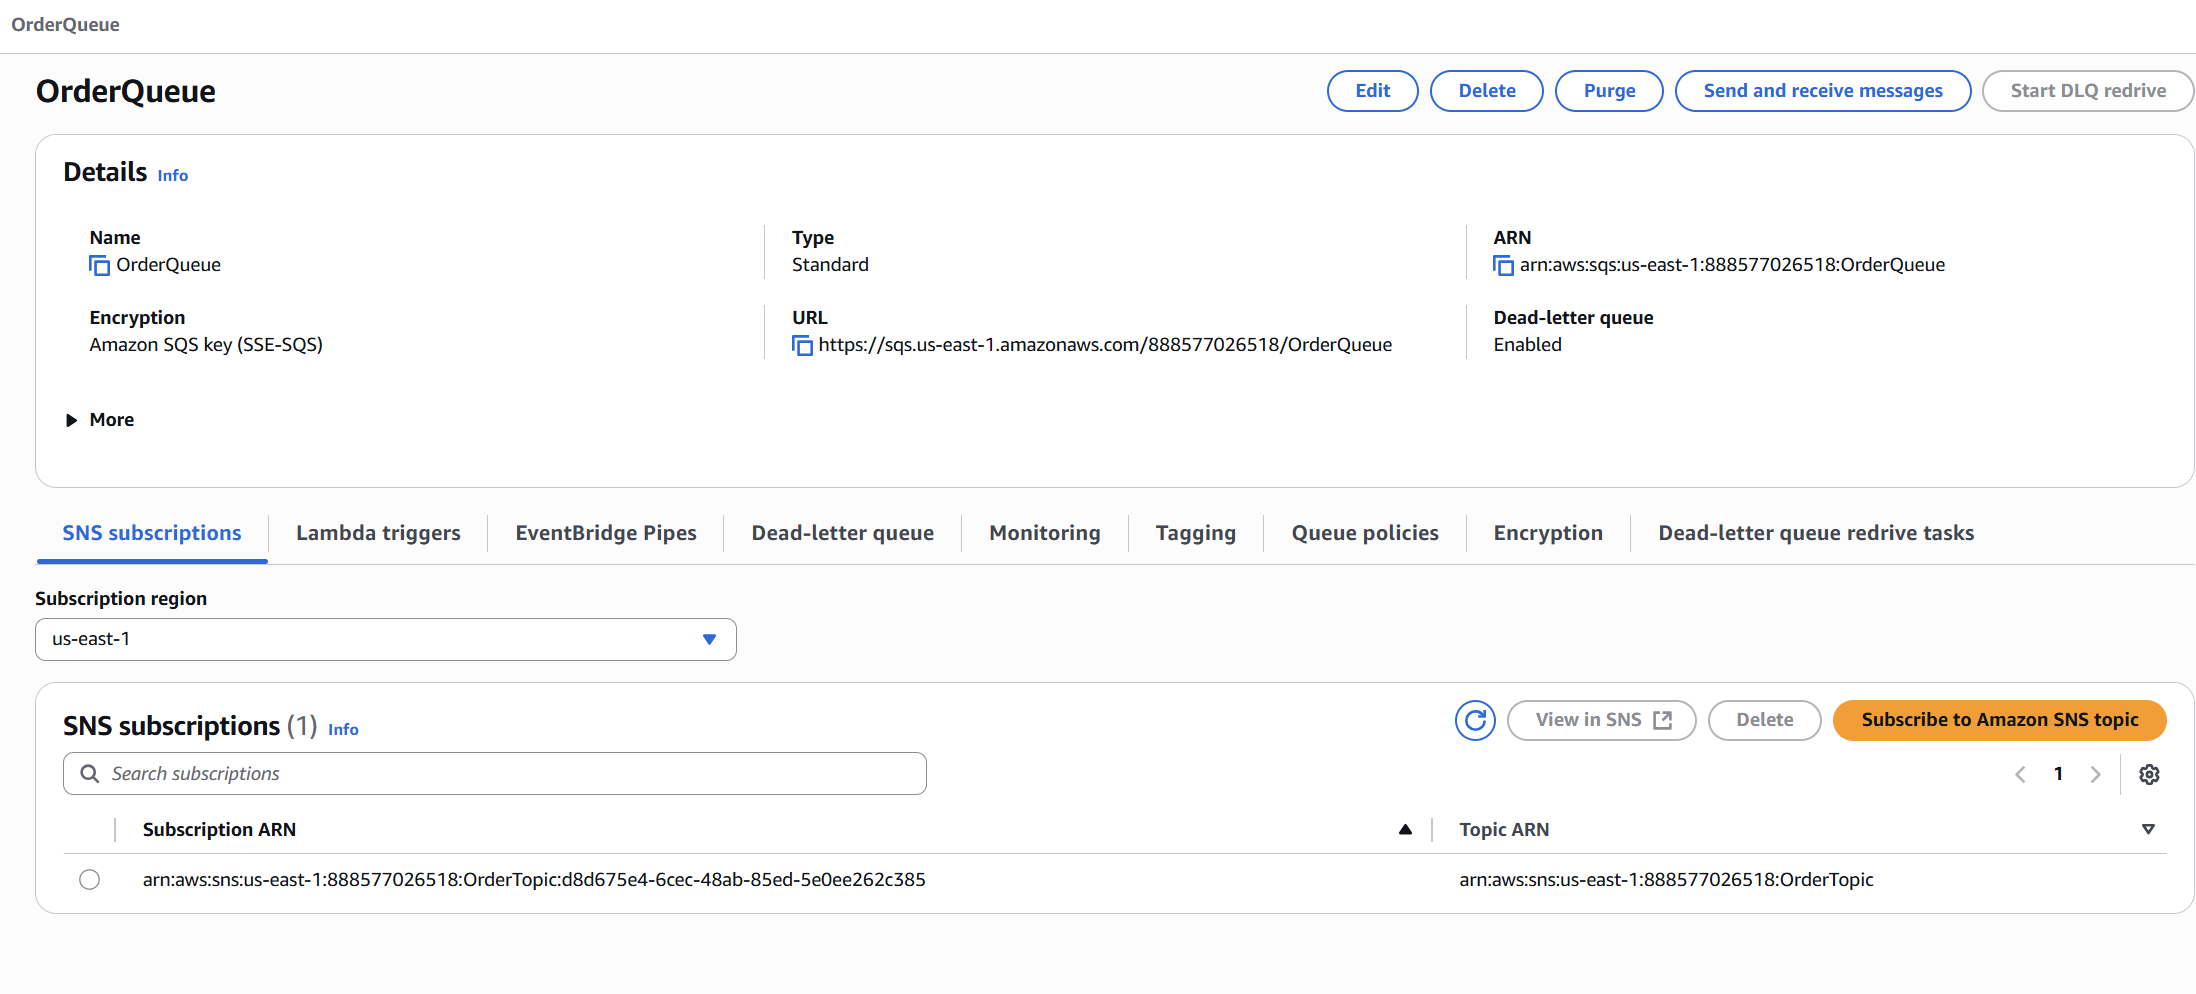 OrderQueue
OrderQueue
Edit
Delete
Purge
Send and receive messages
Start DLQ redrive
Details Info
Name
OrderQueue
Type
Standard
ARN
arn:aws:sqs:us-east-1:888577026518:OrderQueue
Encryption
Amazon SQS key (SSE-SQS)
URL
https://sqs.us-east-1.amazonaws.com/888577026518/OrderQueue
Dead-letter queue
Enabled
More
SNS subscriptions
Lambda triggers
EventBridge Pipes
Dead-letter queue
Monitoring
Tagging
Queue policies
Encryption
Dead-letter queue redrive tasks
Subscription region
us-east-1
SNS subscriptions (1) Info
View in SNS
Delete
Subscribe to Amazon SNS topic
Search subscriptions
1
Subscription ARN
Topic ARN
arn:aws:sns:us-east-1:888577026518:OrderTopic:d8d675e4-6cec-48ab-85ed-5e0ee262c385
arn:aws:sns:us-east-1:888577026518:OrderTopic